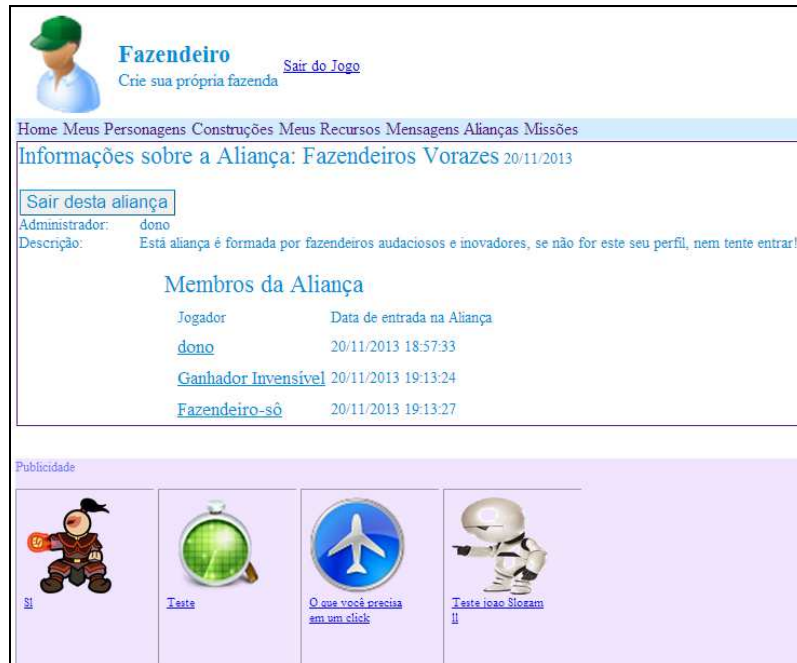 Fazendeiro
Sair do Jogo
Crie sua própria fazenda
Home Meus Personagens Construções Meus Recursos Mensagens Alianças Missões
Informações sobre a Aliança: Fazendeiros Vorazes 20/11/2013
Sair desta aliança
Administrador: dono
Descrição: Está aliança é formada por fazendeiros audaciosos e inovadores, se não for este seu perfil, nem tente entrar!
Membros da Aliança
Jogador Data de entrada na Aliança
dono 20/11/2013 18:57:33
Ganhador Invensível 20/11/2013 19:13:24
Fazendeiro-sô 20/11/2013 19:13:27
Publicidade
Sl
Teste
O que você precisa
em um click
Teste joao Slogam
ll